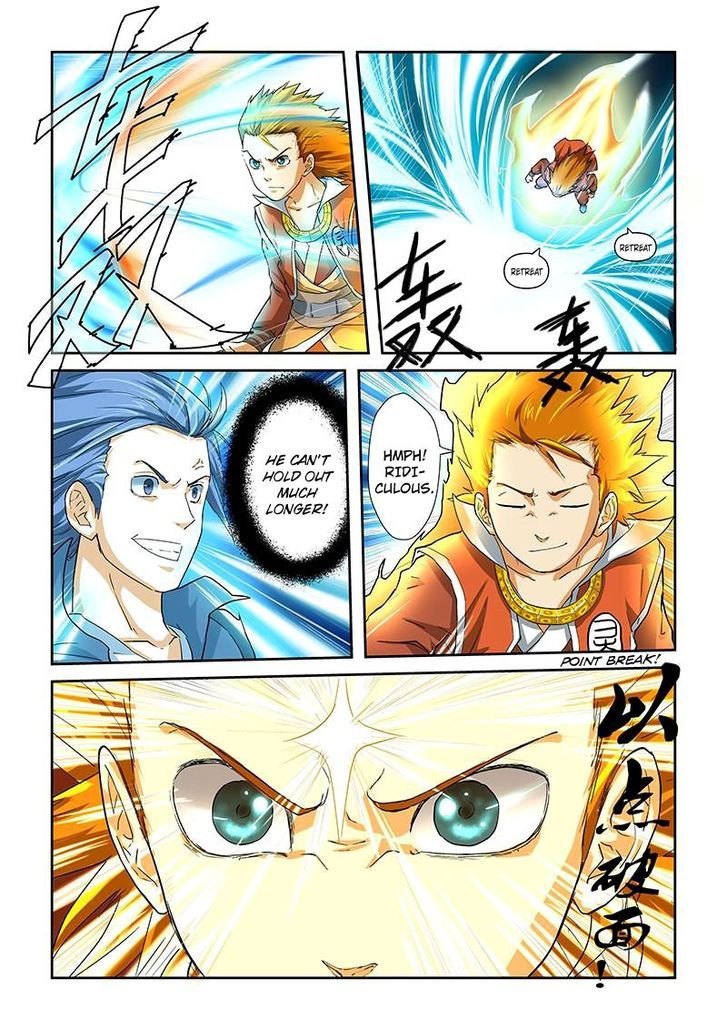 轰
轰
轰
RETREAT
RETREAT
HE CAN'T
HOLD OUT
MUCH
LONGER!
HMPH!
RIDI-
CULOUS.
POINT BREAK!
以点破面!